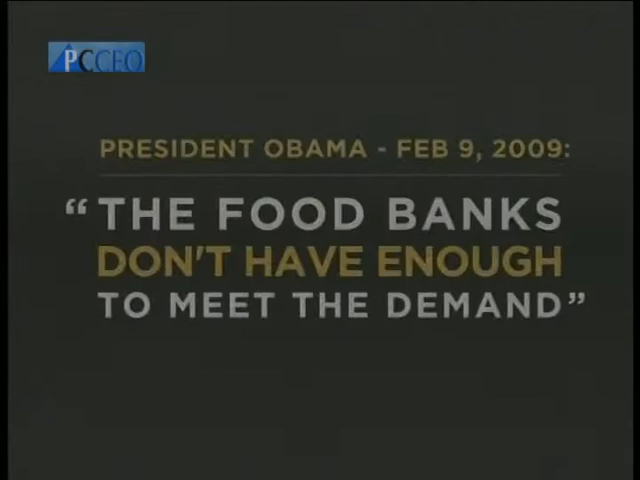 PCCEO
PRESIDENT OBAMA - FEB 9, 2009:
“THE FOOD BANKS
DON'T HAVE ENOUGH
TO MEET THE DEMAND”